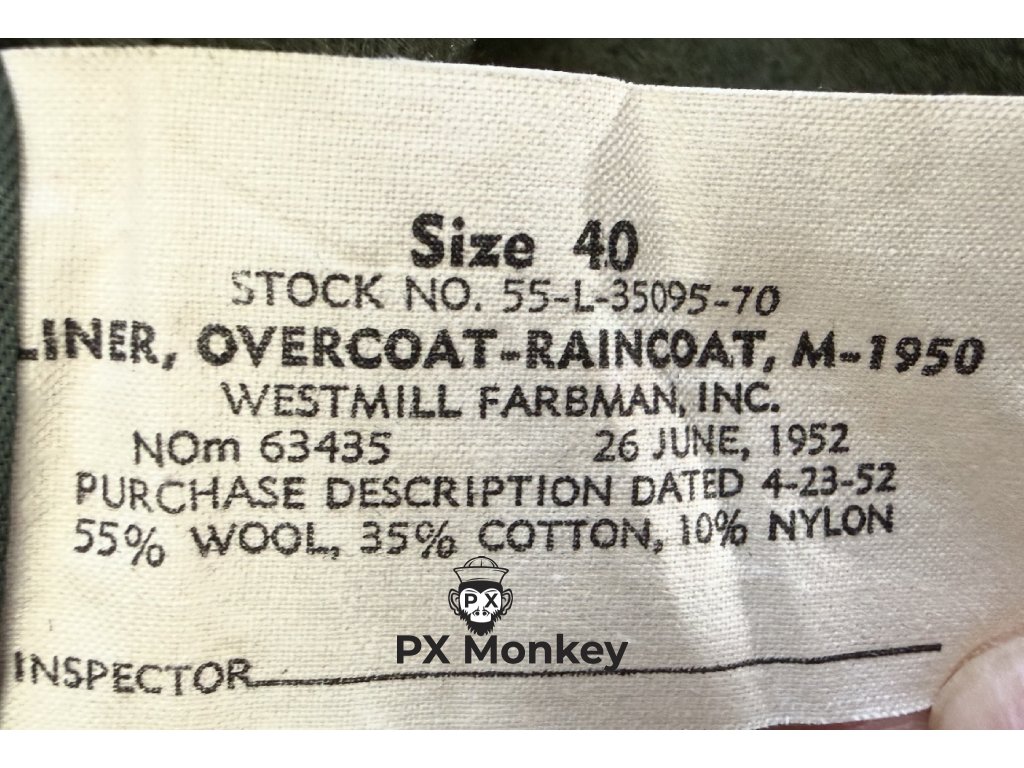 Size 40
STOCK NO. 55-L-35095-70
LINER, OVERCOAT-RAINCOAT, M-1950
WESTMILL FARBMAN, INC.
NOm 63435 26 JUNE, 1952
PURCHASE DESCRIPTION DATED 4-23-52
55% WOOL, 35% COTTON, 10% NYLON
PX
PX Monkey
INSPECTOR